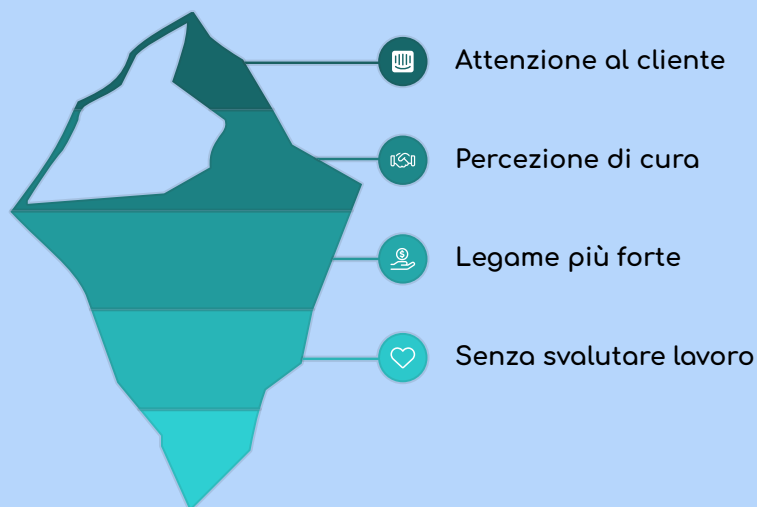 Attenzione al cliente
Percezione di cura
Legame più forte
Senza svalutare lavoro